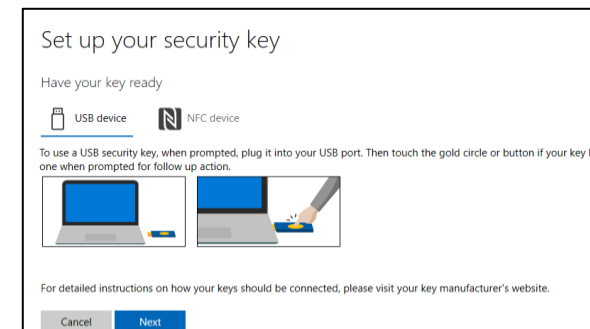 Set up your security key
Have your key ready
USB device NFC device
To use a USB security key, when prompted, plug it into your USB port. Then touch the gold circle or button if your key
one when prompted for follow up action.
For detailed instructions on how your keys should be connected, please visit your key manufacturer's website.
Cancel Next